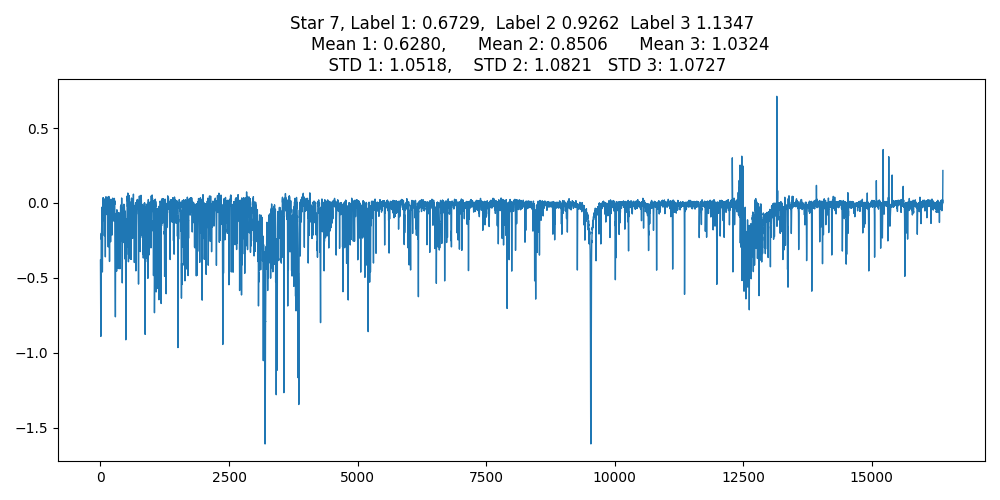 Star 7, Label 1: 0.6729,  Label 2 0.9262  Label 3 1.1347
Mean 1: 0.6280,      Mean 2: 0.8506      Mean 3: 1.0324
STD 1: 1.0518,    STD 2: 1.0821   STD 3: 1.0727
0.5
0.0
−0.5
−1.0
−1.5
0 2500 5000 7500 10000 12500 15000